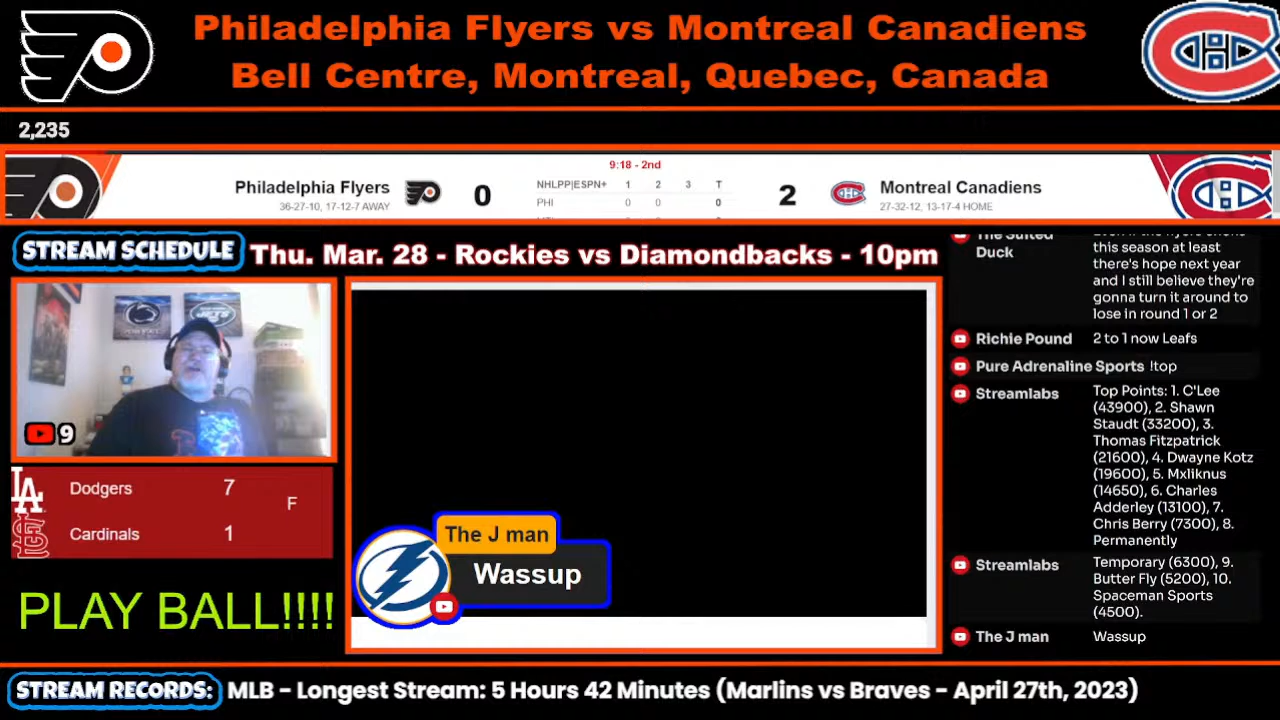 Philadelphia Flyers vs Montreal Canadiens
Bell Centre, Montreal, Quebec, Canada
2,235
9:18 - 2nd
Philadelphia Flyers
36-27-10, 17-12-7 AWAY
0
NHLPP|ESPN+ 1 2 3 T
PHI 0 0 0
2
Montreal Canadiens
27-32-12, 13-17-4 HOME
STREAM SCHEDULE
Thu. Mar. 28 - Rockies vs Diamondbacks - 10pm
JETS
9
LA
Dodgers 7
F
Cardinals 1
PLAY BALL!!!!
The J man
Wassup
The Suited
Duck
this season at least
there's hope next year
and I still believe they're
gonna turn it around to
lose in round 1 or 2
Richie Pound 2 to 1 now Leafs
Pure Adrenaline Sports !top
Streamlabs Top Points: 1. C'Lee
(43900), 2. Shawn
Staudt (33200), 3.
Thomas Fitzpatrick
(21600), 4. Dwayne Kotz
(19600), 5. Mxliknus
(14650), 6. Charles
Adderley (13100), 7.
Chris Berry (7300), 8.
Permanently
Streamlabs Temporary (6300), 9.
Butter Fly (5200), 10.
Spaceman Sports
(4500).
The J man Wassup
STREAM RECORDS: MLB - Longest Stream: 5 Hours 42 Minutes (Marlins vs Braves - April 27th, 2023)